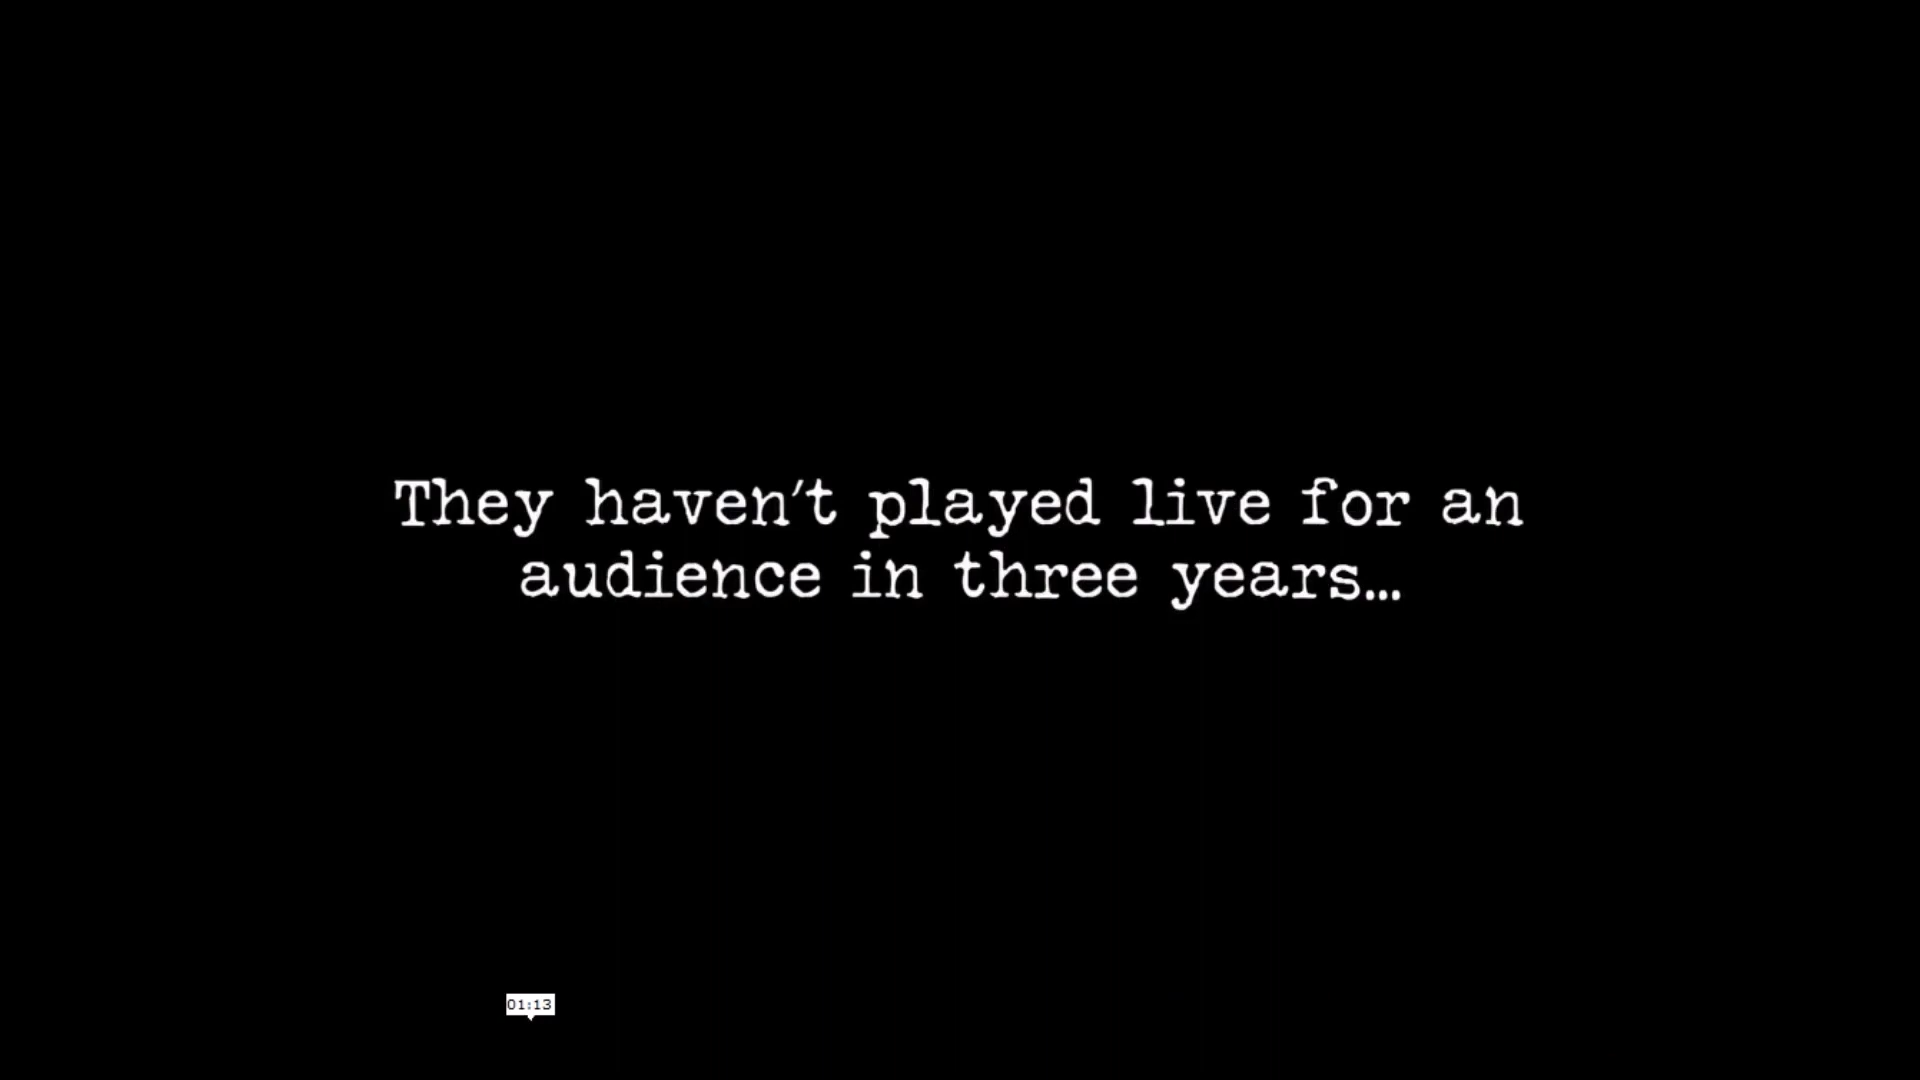 They haven't played live for an
audience in three years...
01:13